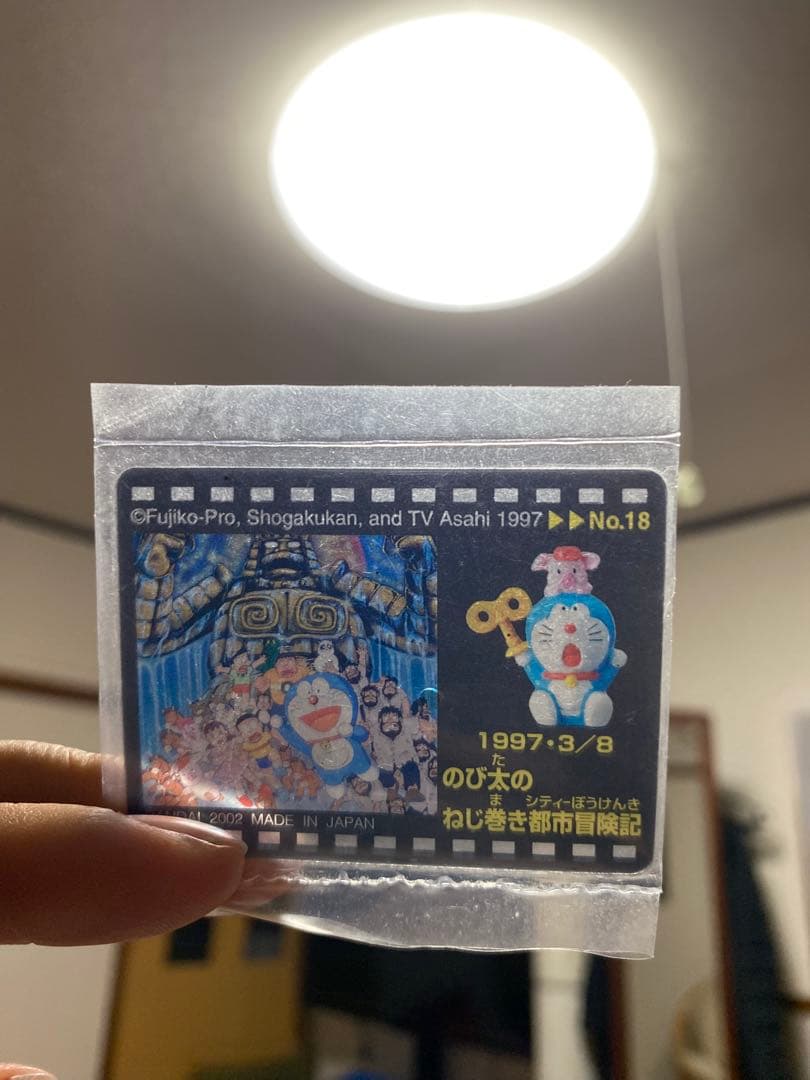 ©Fujiko-Pro, Shogakukan, and TV Asahi 1997 ▶▶No.18
1997・3/8
のび太のた
ねじ巻きま都市シティー冒険記ぼうけんき
2002 MADE IN JAPAN